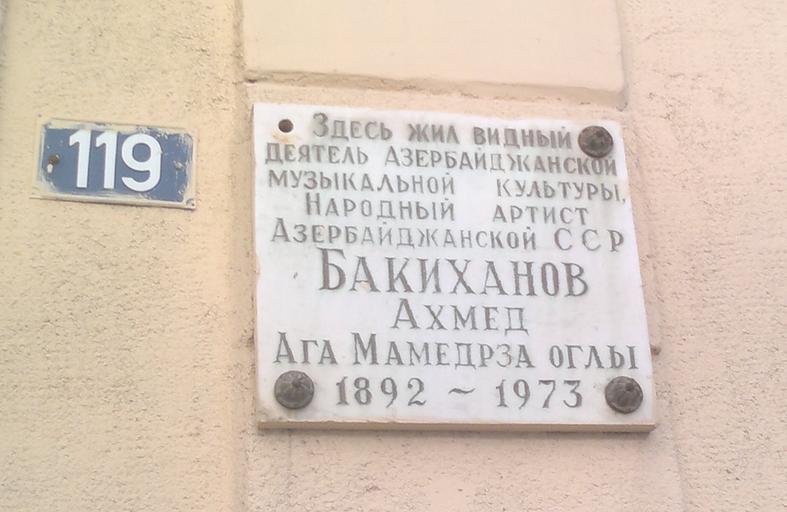 119
Здесь жил видный
деятель азербайджанской
музыкальной культуры,
Народный артист
Азербайджанской ССР
Бакиханов
Ахмед
Ага Мамедрза оглы
1892 ~ 1973